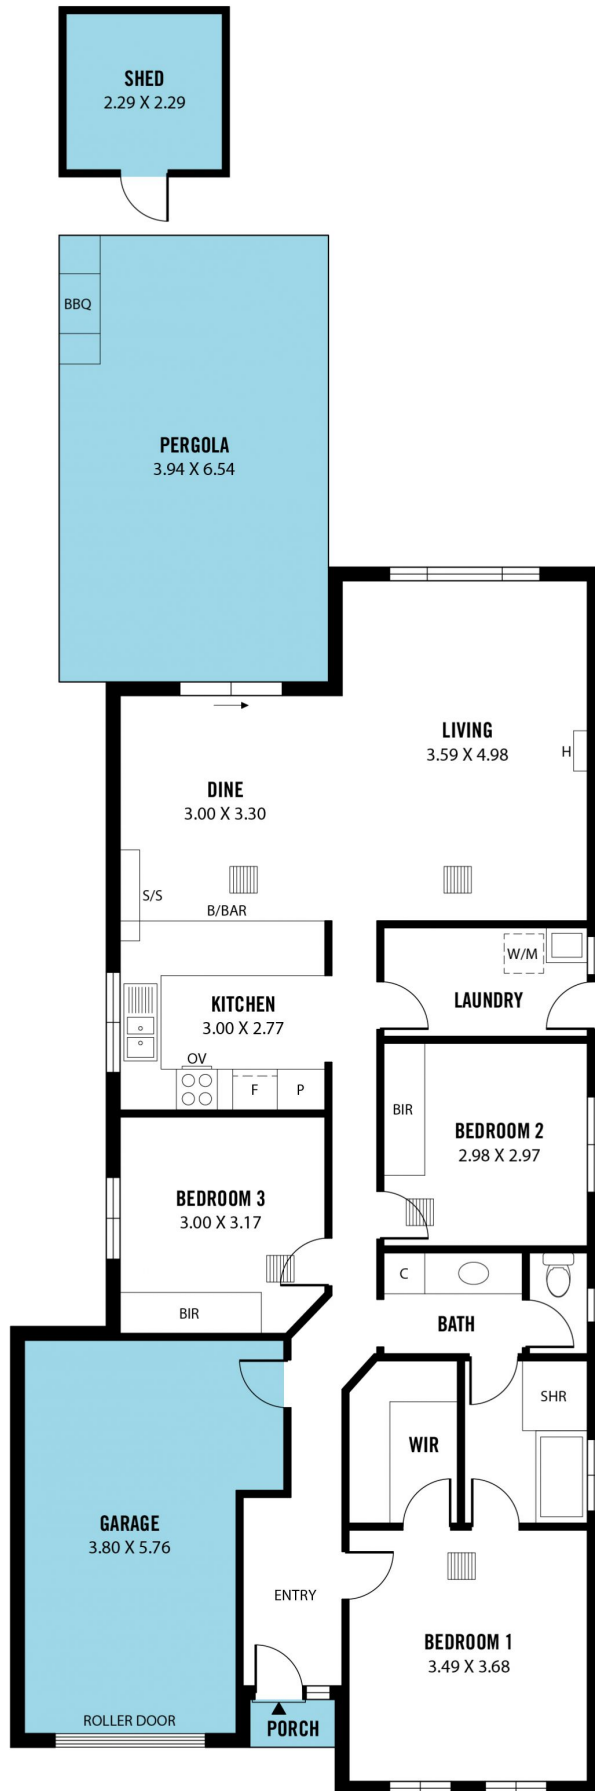 SHED
2.29 X 2.29
BBQ
PERGOLA
3.94 X 6.54
LIVING
3.59 X 4.98
H
DINE
3.00 X 3.30
S/S
B/BAR
W/M
LAUNDRY
KITCHEN
3.00 X 2.77
OV
F
P
BIR
BEDROOM 2
2.98 X 2.97
BEDROOM 3
3.00 X 3.17
BIR
C
BATH
SHR
WIR
GARAGE
3.80 X 5.76
ENTRY
BEDROOM 1
3.49 X 3.68
ROLLER DOOR
PORCH